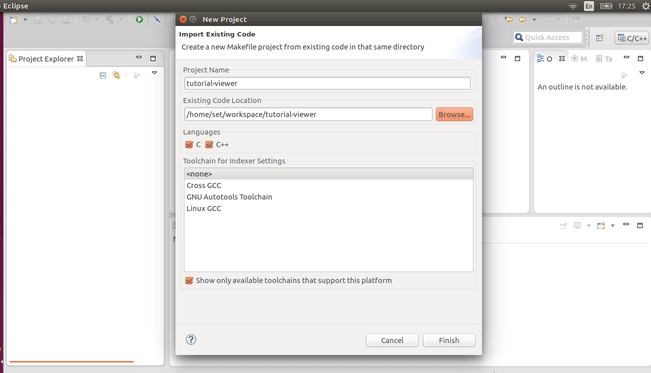 Eclipse
En
17:25
New Project
Import Existing Code
Create a new Makefile project from existing code in that same directory
Quick Access
C/C++
Project Explorer
Project Name
tutorial-viewer
Existing Code Location
/home/set/workspace/tutorial-viewer
Browse...
Languages
C
C++
Toolchain for Indexer Settings
<none>
Cross GCC
GNU Autotools Toolchain
Linux GCC
Show only available toolchains that support this platform
Cancel
Finish
O
M
Ta
An outline is not available.